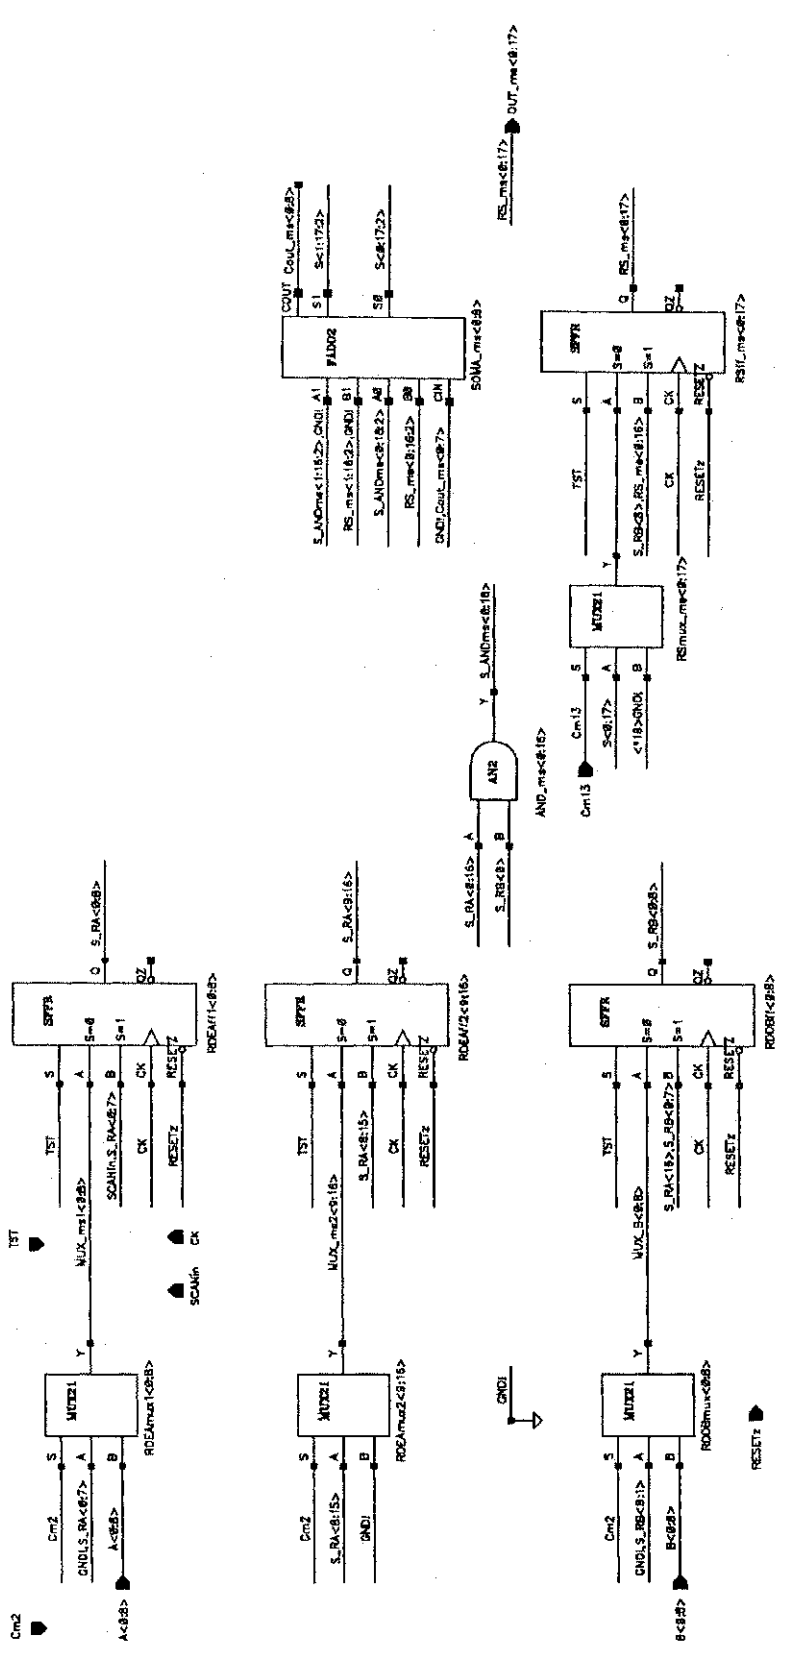 Cm2
A<0:8>
Cm2
S
GND!,S_RA<0:7>
A
A<0:8>
B
MUX21
RDEAmux1<0:8>
Y
MUX_ms1<0:8>
TST
SCANin
CK
TST
S
A
SCANin,S_RA<0:7>
B
CK
CK
RESETz
RESETZ
SFFR
S=0
S=1
RDEAff1<0:8>
Q
QZ
S_RA<0:8>
Cm2
S
S_RA<8:15>
A
GND!
B
MUX21
RDEAmux2<9:16>
Y
MUX_ms2<9:16>
TST
S
A
S_RA<8:15>
B
CK
CK
RESETz
RESETZ
SFFR
S=0
S=1
RDEAff2<9:16>
Q
QZ
S_RA<9:16>
GND!
B<0:8>
Cm2
S
GND!,S_RB<8:1>
A
B<0:8>
B
MUX21
RDDBmux<0:8>
RESETz
Y
MUX_B<0:8>
TST
S
A
S_RA<16>,S_RB<0:7>
B
CK
CK
RESETz
RESETZ
SFFR
S=0
S=1
RDDBff<0:8>
Q
QZ
S_RB<0:8>
S_RA<0:16>
A
S_RB<0>
B
AN2
AND_ms<0:16>
Y
S_ANDms<0:16>
S_ANDms<1:16:2>,GND!
A1
RS_ms<1:16:2>,GND!
B1
S_ANDms<0:16:2>
A0
RS_ms<0:16:2>
B0
GND!,Cout_ms<0:7>
CIN
FADD2
SOMA_ms<0:8>
COUT
Cout_ms<0:8>
S1
S<1:17:2>
S0
S<0:17:2>
Cm13
Cm13
S
S<0:17>
A
<*18>GND!
B
MUX21
RSmux_ms<0:17>
Y
TST
S
A
S_RB<8>,RS_ms<0:16>
B
CK
CK
RESETz
RESETZ
SFFR
S=0
S=1
RSff_ms<0:17>
Q
QZ
RS_ms<0:17>
RS_ms<0:17>
OUT_ms<0:17>